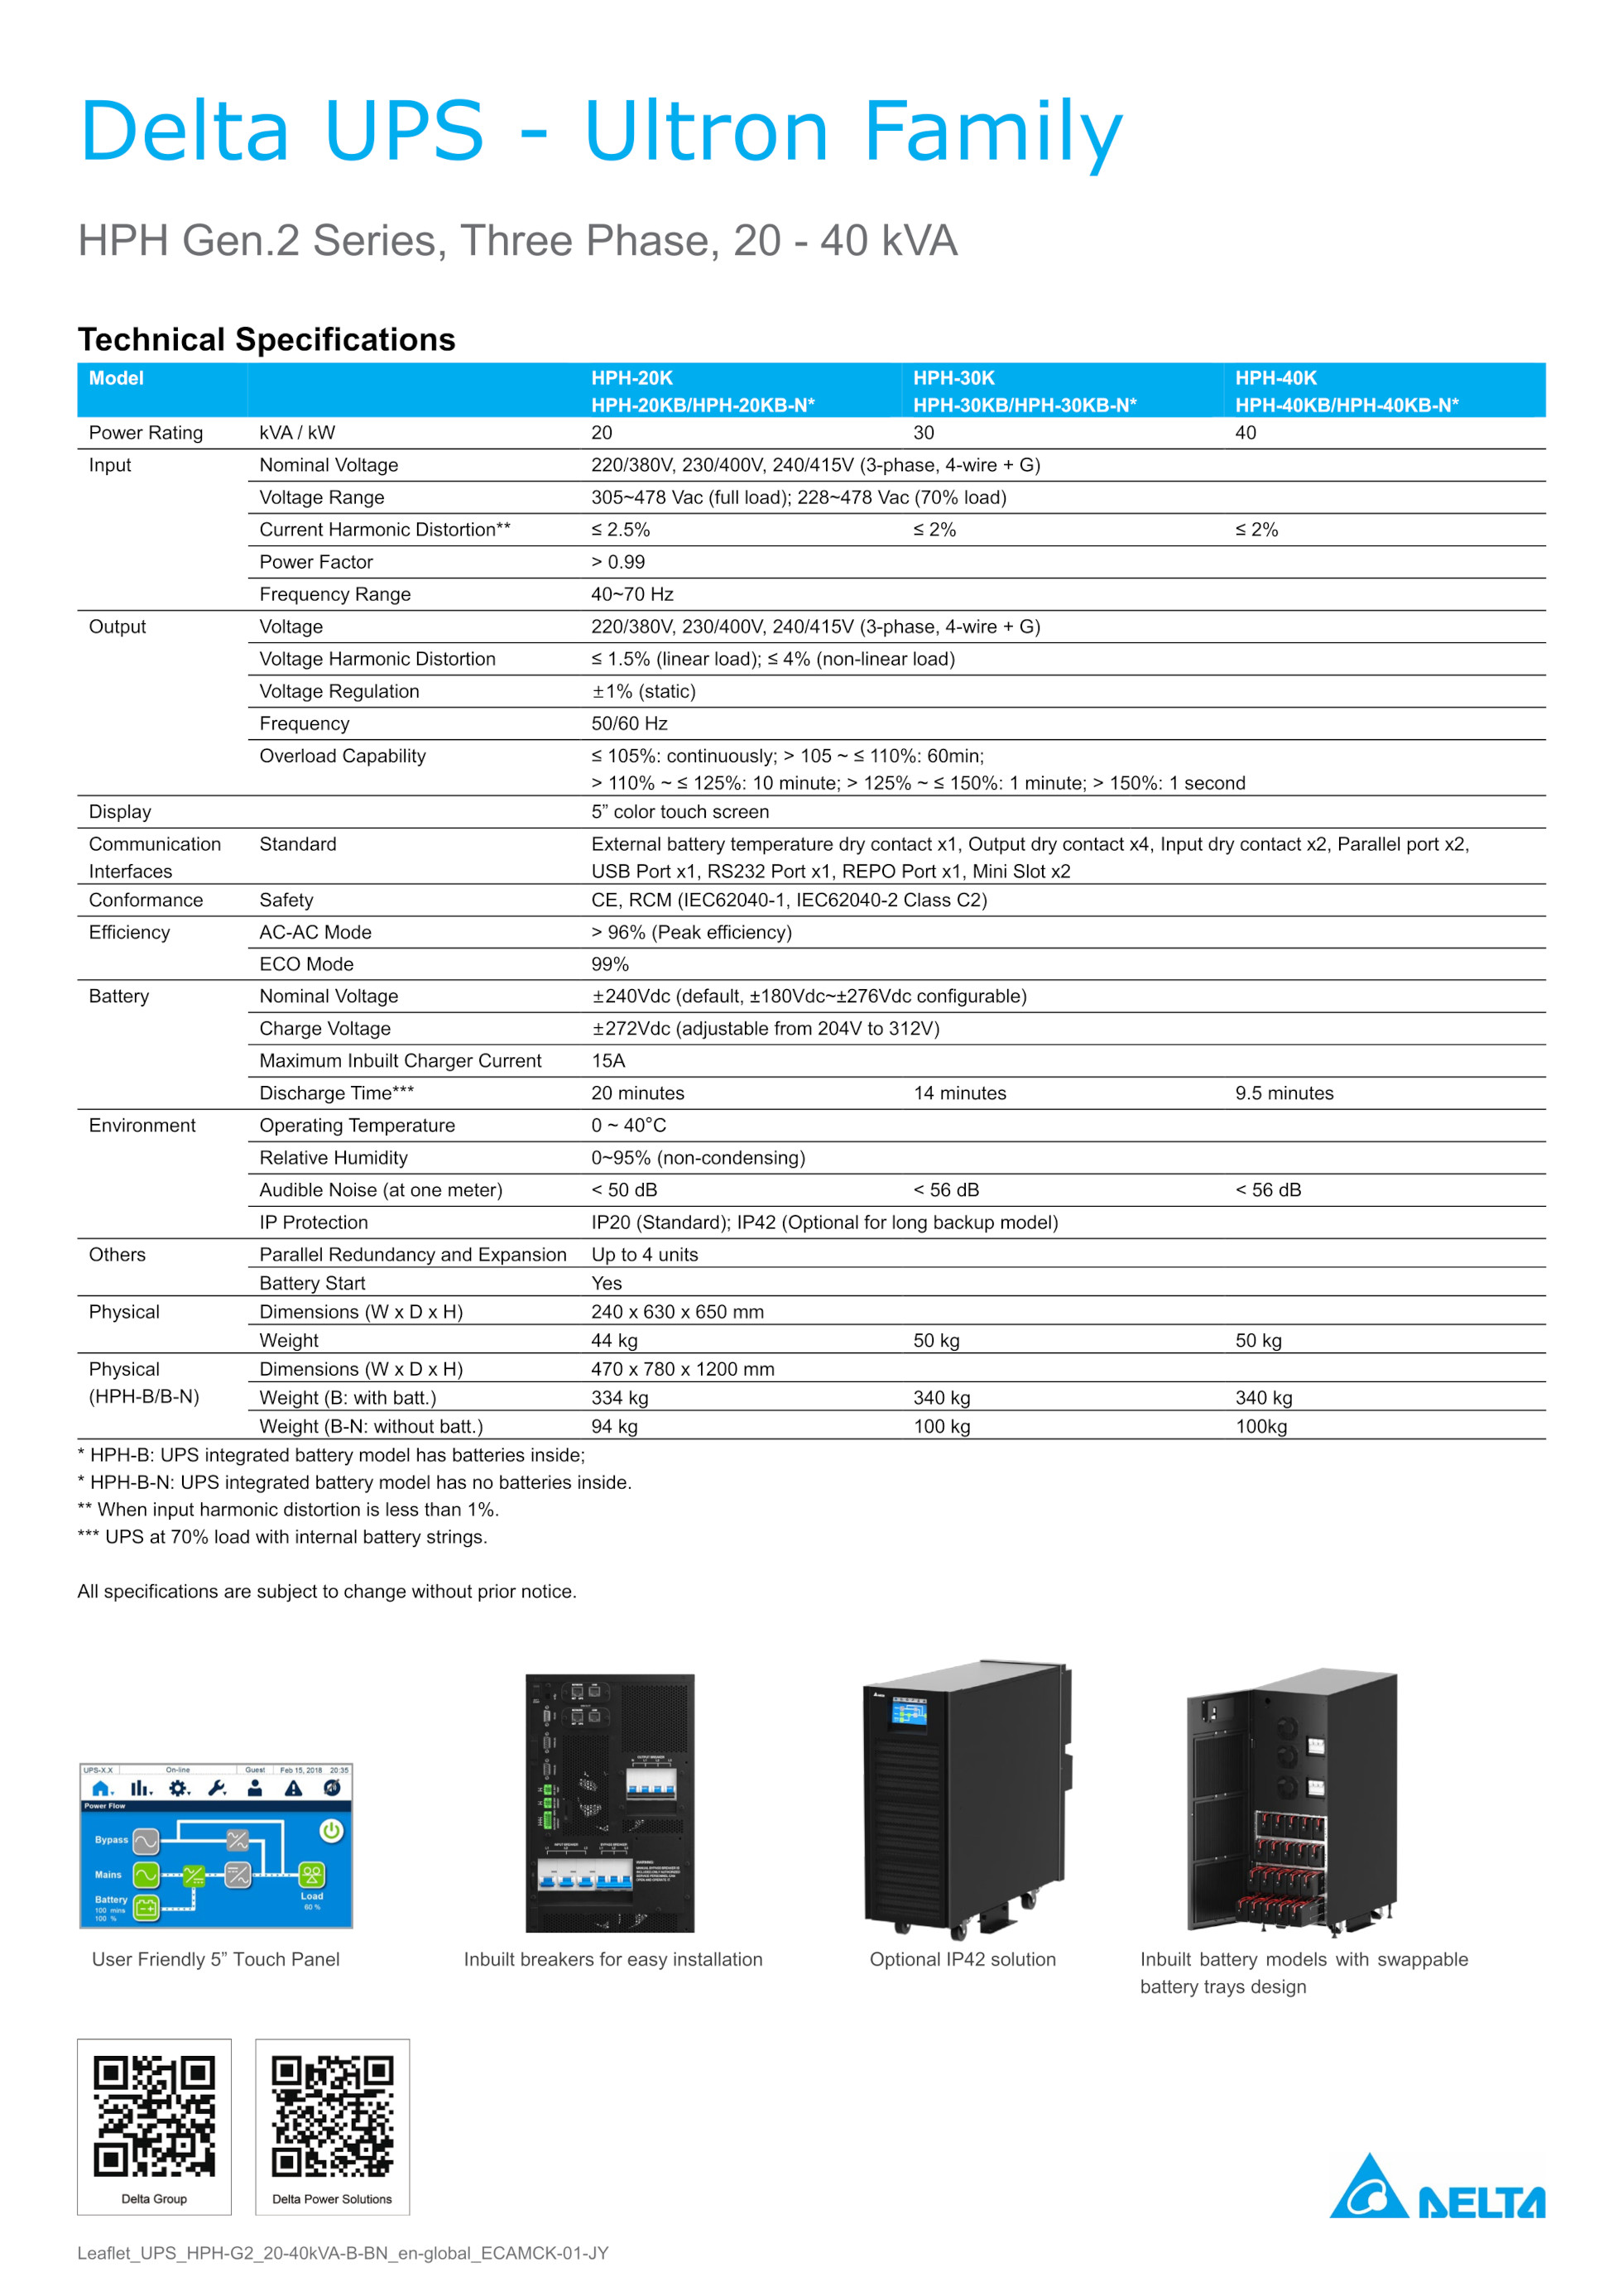 Delta UPS - Ultron Family
HPH Gen.2 Series, Three Phase, 20 - 40 kVA
Technical Specifications
Model HPH-20K HPH-30K HPH-40K
HPH-20KB/HPH-20KB-N* HPH-30KB/HPH-30KB-N* HPH-40KB/HPH-40KB-N*
Power Rating kVA / kW 20 30 40
Input Nominal Voltage 220/380V, 230/400V, 240/415V (3-phase, 4-wire + G)
Voltage Range 305~478 Vac (full load); 228~478 Vac (70% load)
Current Harmonic Distortion** ≤ 2.5% ≤ 2% ≤ 2%
Power Factor > 0.99
Frequency Range 40~70 Hz
Output Voltage 220/380V, 230/400V, 240/415V (3-phase, 4-wire + G)
Voltage Harmonic Distortion ≤ 1.5% (linear load); ≤ 4% (non-linear load)
Voltage Regulation ±1% (static)
Frequency 50/60 Hz
Overload Capability ≤ 105%: continuously; > 105 ~ ≤ 110%: 60min;
> 110% ~ ≤ 125%: 10 minute; > 125% ~ ≤ 150%: 1 minute; > 150%: 1 second
Display 5” color touch screen
Communication Standard External battery temperature dry contact x1, Output dry contact x4, Input dry contact x2, Parallel port x2,
Interfaces USB Port x1, RS232 Port x1, REPO Port x1, Mini Slot x2
Conformance Safety CE, RCM (IEC62040-1, IEC62040-2 Class C2)
Efficiency AC-AC Mode > 96% (Peak efficiency)
ECO Mode 99%
Battery Nominal Voltage ±240Vdc (default, ±180Vdc~±276Vdc configurable)
Charge Voltage ±272Vdc (adjustable from 204V to 312V)
Maximum Inbuilt Charger Current 15A
Discharge Time*** 20 minutes 14 minutes 9.5 minutes
Environment Operating Temperature 0 ~ 40°C
Relative Humidity 0~95% (non-condensing)
Audible Noise (at one meter) < 50 dB < 56 dB < 56 dB
IP Protection IP20 (Standard); IP42 (Optional for long backup model)
Others Parallel Redundancy and Expansion Up to 4 units
Battery Start Yes
Physical Dimensions (W x D x H) 240 x 630 x 650 mm
Weight 44 kg 50 kg 50 kg
Physical Dimensions (W x D x H) 470 x 780 x 1200 mm
(HPH-B/B-N) Weight (B: with batt.) 334 kg 340 kg 340 kg
Weight (B-N: without batt.) 94 kg 100 kg 100kg
* HPH-B: UPS integrated battery model has batteries inside;
* HPH-B-N: UPS integrated battery model has no batteries inside.
** When input harmonic distortion is less than 1%.
*** UPS at 70% load with internal battery strings.
All specifications are subject to change without prior notice.
UPS-X.X On-line Guest Feb 15, 2018 20:35
Power Flow
Bypass
Mains
Battery
100 mins
100 %
Load
60 %
OUTPUT BREAKER
INPUT BREAKER BYPASS BREAKER
User Friendly 5” Touch Panel
Inbuilt breakers for easy installation
Optional IP42 solution
Inbuilt battery models with swappable
battery trays design
Delta Group
Delta Power Solutions
DELTA
Leaflet_UPS_HPH-G2_20-40kVA-B-BN_en-global_ECAMCK-01-JY